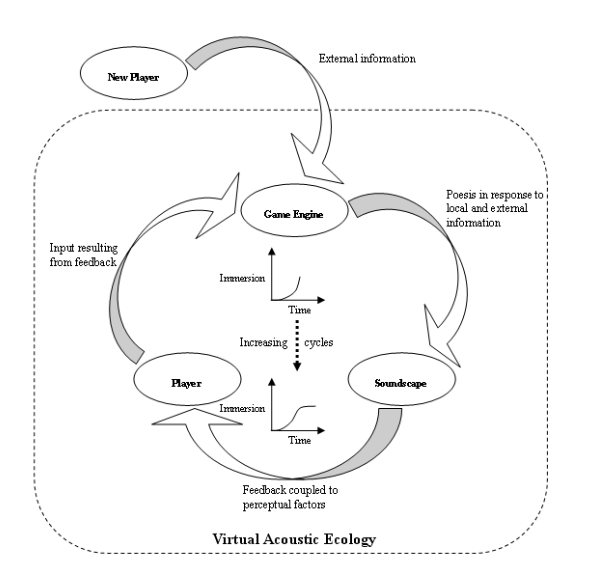 External information
New Player
Poesis in response to
local and external
information
Game Engine
Input resulting
from feedback
Immersion
Time
Increasing cycles
Player
Soundscape
Immersion
Time
Feedback coupled to
perceptual factors
Virtual Acoustic Ecology